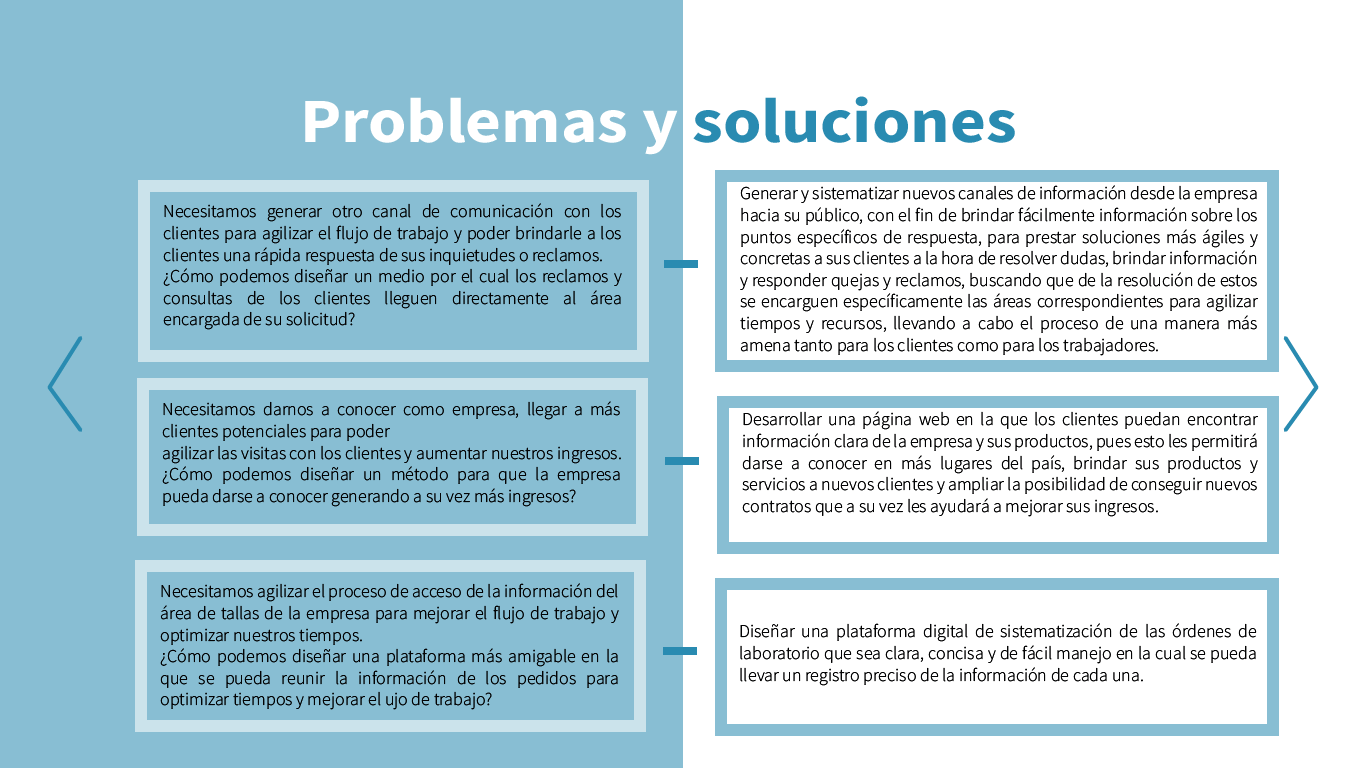 Problemas y soluciones
Necesitamos generar otro canal de comunicación con los
clientes para agilizar el flujo de trabajo y poder brindarle a los
clientes una rápida respuesta de sus inquietudes o reclamos.
¿Cómo podemos diseñar un medio por el cual los reclamos y
consultas de los clientes lleguen directamente al área
encargada de su solicitud?
Generar y sistematizar nuevos canales de información desde la empresa
hacia su público, con el fin de brindar fácilmente información sobre los
puntos específicos de respuesta, para prestar soluciones más ágiles y
concretas a sus clientes a la hora de resolver dudas, brindar información
y responder quejas y reclamos, buscando que de la resolución de estos
se encarguen específicamente las áreas correspondientes para agilizar
tiempos y recursos, llevando a cabo el proceso de una manera más
amena tanto para los clientes como para los trabajadores.
Necesitamos darnos a conocer como empresa, llegar a más
clientes potenciales para poder
agilizar las visitas con los clientes y aumentar nuestros ingresos.
¿Cómo podemos diseñar un método para que la empresa
pueda darse a conocer generando a su vez más ingresos?
Desarrollar una página web en la que los clientes puedan encontrar
información clara de la empresa y sus productos, pues esto les permitirá
darse a conocer en más lugares del país, brindar sus productos y
servicios a nuevos clientes y ampliar la posibilidad de conseguir nuevos
contratos que a su vez les ayudará a mejorar sus ingresos.
Necesitamos agilizar el proceso de acceso de la información del
área de tallas de la empresa para mejorar el flujo de trabajo y
optimizar nuestros tiempos.
¿Cómo podemos diseñar una plataforma más amigable en la
que se pueda reunir la información de los pedidos para
optimizar tiempos y mejorar el ujo de trabajo?
Diseñar una plataforma digital de sistematización de las órdenes de
laboratorio que sea clara, concisa y de fácil manejo en la cual se pueda
llevar un registro preciso de la información de cada una.